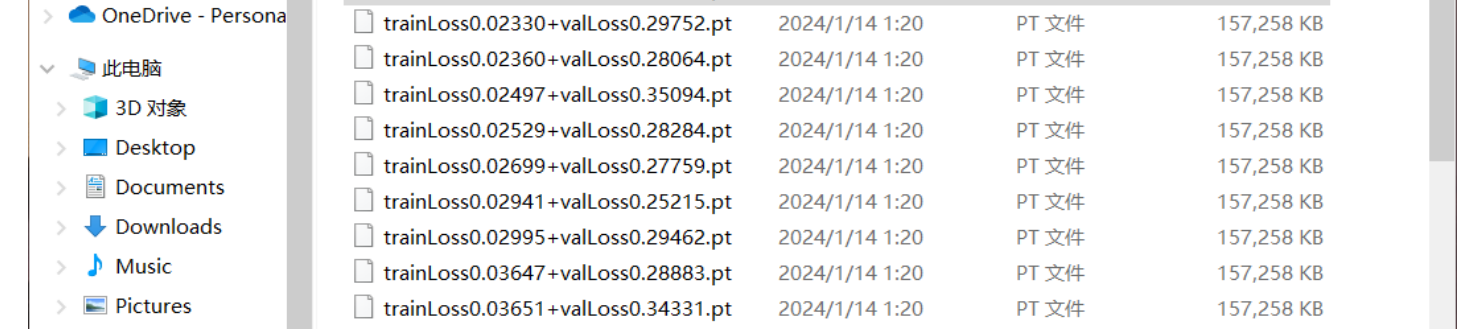 OneDrive - Persona
此电脑
3D 对象
Desktop
Documents
Downloads
Music
Pictures
trainLoss0.02330+valLoss0.29752.pt 2024/1/14 1:20 PT 文件 157,258 KB
trainLoss0.02360+valLoss0.28064.pt 2024/1/14 1:20 PT 文件 157,258 KB
trainLoss0.02497+valLoss0.35094.pt 2024/1/14 1:20 PT 文件 157,258 KB
trainLoss0.02529+valLoss0.28284.pt 2024/1/14 1:20 PT 文件 157,258 KB
trainLoss0.02699+valLoss0.27759.pt 2024/1/14 1:20 PT 文件 157,258 KB
trainLoss0.02941+valLoss0.25215.pt 2024/1/14 1:20 PT 文件 157,258 KB
trainLoss0.02995+valLoss0.29462.pt 2024/1/14 1:20 PT 文件 157,258 KB
trainLoss0.03647+valLoss0.28883.pt 2024/1/14 1:20 PT 文件 157,258 KB
trainLoss0.03651+valLoss0.34331.pt 2024/1/14 1:20 PT 文件 157,258 KB